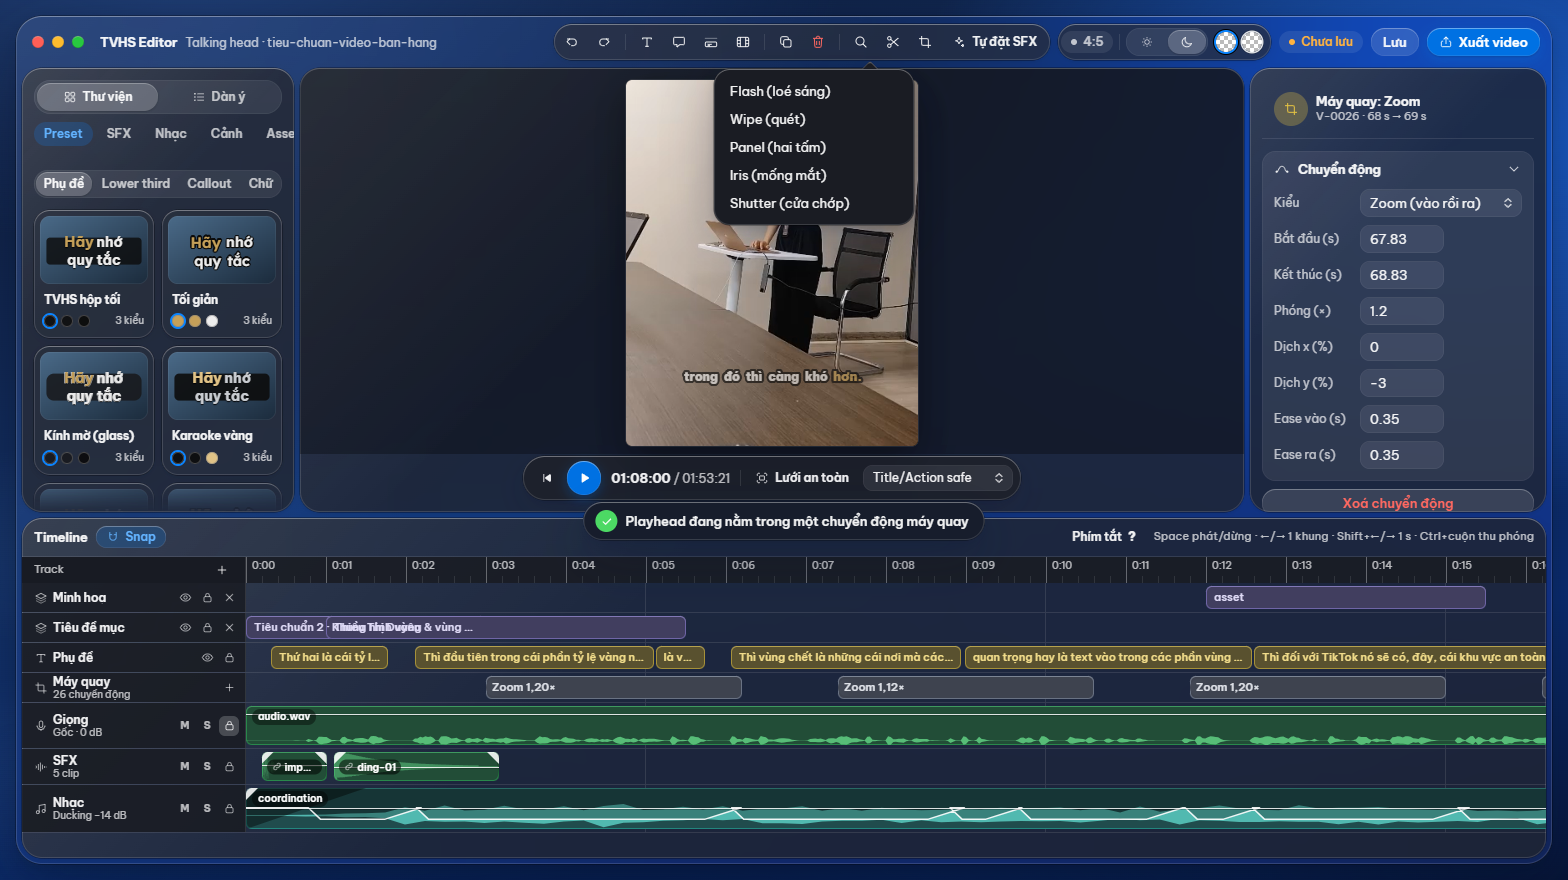 TVHS Editor Talking head · tieu-chuan-video-ban-hang
Tự đặt SFX
4:5
Chưa lưu
Lưu
Xuất video
Thư viện
Dàn ý
Preset SFX Nhạc Cảnh Asse
Phụ đề Lower third Callout Chữ
Hãy nhớ
quy tắc
TVHS hộp tối
3 kiểu
Hãy nhớ
quy tắc
Tối giản
3 kiểu
Hãy nhớ
quy tắc
Kính mờ (glass)
3 kiểu
Hãy nhớ
quy tắc
Karaoke vàng
3 kiểu
Flash (loé sáng)
Wipe (quét)
Panel (hai tấm)
Iris (mống mắt)
Shutter (cửa chớp)
trong đó thì càng khó hơn.
01:08:00 / 01:53:21
Lưới an toàn
Title/Action safe
Playhead đang nằm trong một chuyển động máy quay
Máy quay: Zoom
V-0026 · 68 s → 69 s
Chuyển động
Kiểu Zoom (vào rồi ra)
Bắt đầu (s) 67.83
Kết thúc (s) 68.83
Phóng (×) 1.2
Dịch x (%) 0
Dịch y (%) -3
Ease vào (s) 0.35
Ease ra (s) 0.35
Xoá chuyển động
Timeline Snap
Phím tắt ? Space phát/dừng · ←/→ 1 khung · Shift+←/→ 1 s · Ctrl+cuộn thu phóng
Track +
0:00 0:01 0:02 0:03 0:04 0:05 0:06 0:07 0:08 0:09 0:10 0:11 0:12 0:13 0:14 0:15 0:1
Minh hoa
asset
Tiêu đề mục
Tiêu chuẩn 2 · & vùng ...
Phụ đề
Thứ hai là cái tỷ l... Thì đầu tiên trong cái phần tỷ lệ vàng n... là v... Thì vùng chết là những cái nơi mà các... quan trọng hay là text vào trong các phần vùng ... Thì đối với TikTok nó sẽ có, đây, cái khu vực an toàn
Máy quay
26 chuyển động
Zoom 1,20× Zoom 1,12× Zoom 1,20×
Giọng
Gốc · 0 dB
M S
audio.wav
SFX
5 clip
M S
imp... ding-01
Nhạc
Ducking -14 dB
M S
coordination